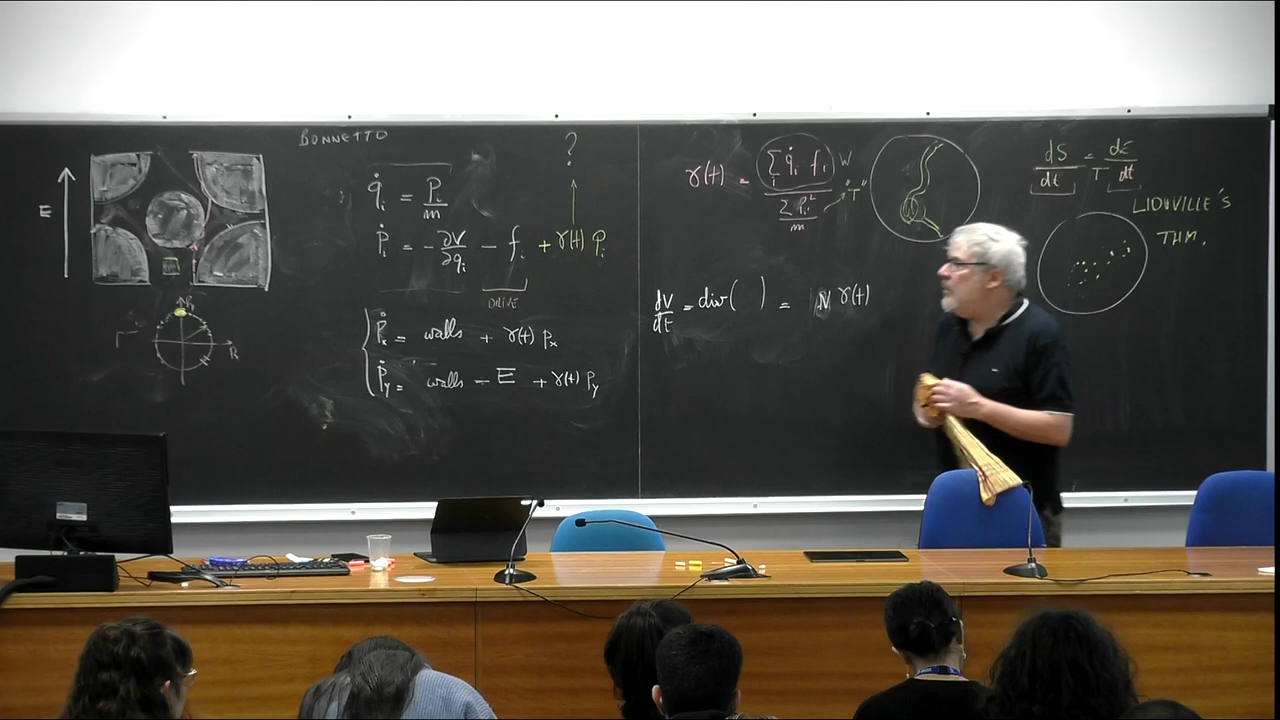 BONNETTO
?
E
q̇ᵢ = pᵢ/m
ṗᵢ = -∂V/∂qᵢ - fᵢ + γ(t) pᵢ
DRIVE
ṗₓ = walls + γ(t) pₓ
ṗᵧ = walls - E + γ(t) pᵧ
γ(t) = Σᵢ q̇ᵢ fᵢ / Σ pᵢ²/m
W
"T"
dV/dt = div( ) = N γ(t)
dS/dt = dE/T dt
LIOUVILLE'S
THM.